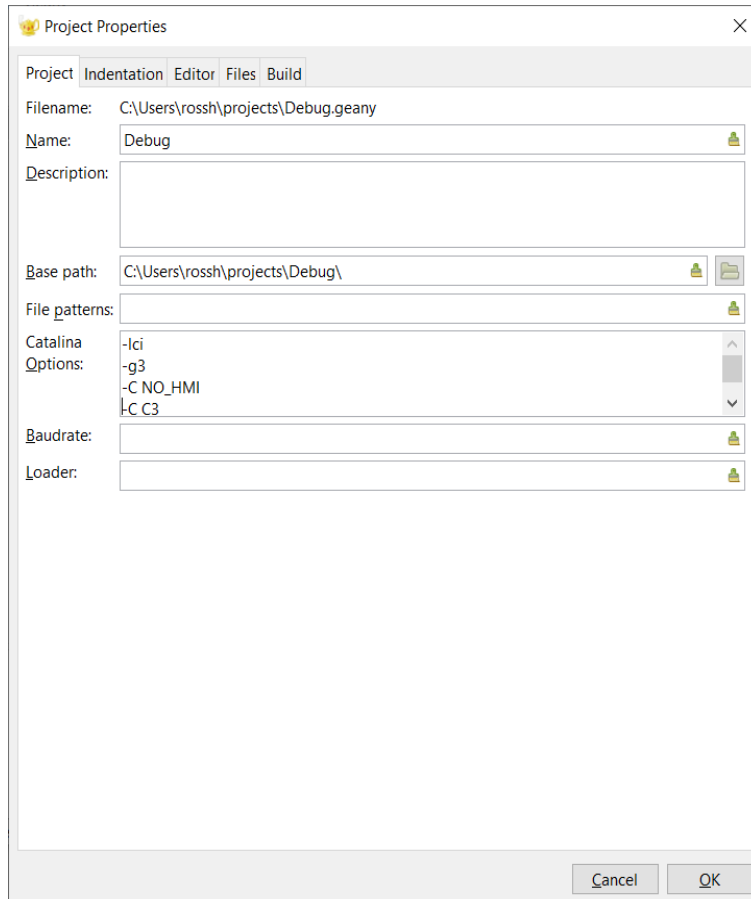 Project Properties
Project Indentation Editor Files Build
Filename: C:\Users\rossh\projects\Debug.geany
Name: Debug
Description:
Base path: C:\Users\rossh\projects\Debug\
File patterns:
Catalina Options:
-lci
-g3
-C NO_HMI
-C C3
Baudrate:
Loader:
Cancel OK